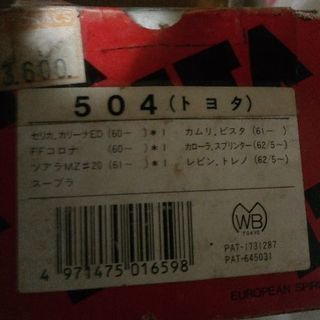 3.600
504(トヨタ)
セリカ.カリーナED (60— )*1 カムリ,ビスタ (61— )
FFコロナ (60— )*1 カローラ,スプリンター(62/5~)
ソアラMZ#20 (61— )*1 レビン,トレノ (62/5~)
スープラ
WB
TOKYO
PAT-1731287
PAT-645031
4 971475 016598
EUROPEAN